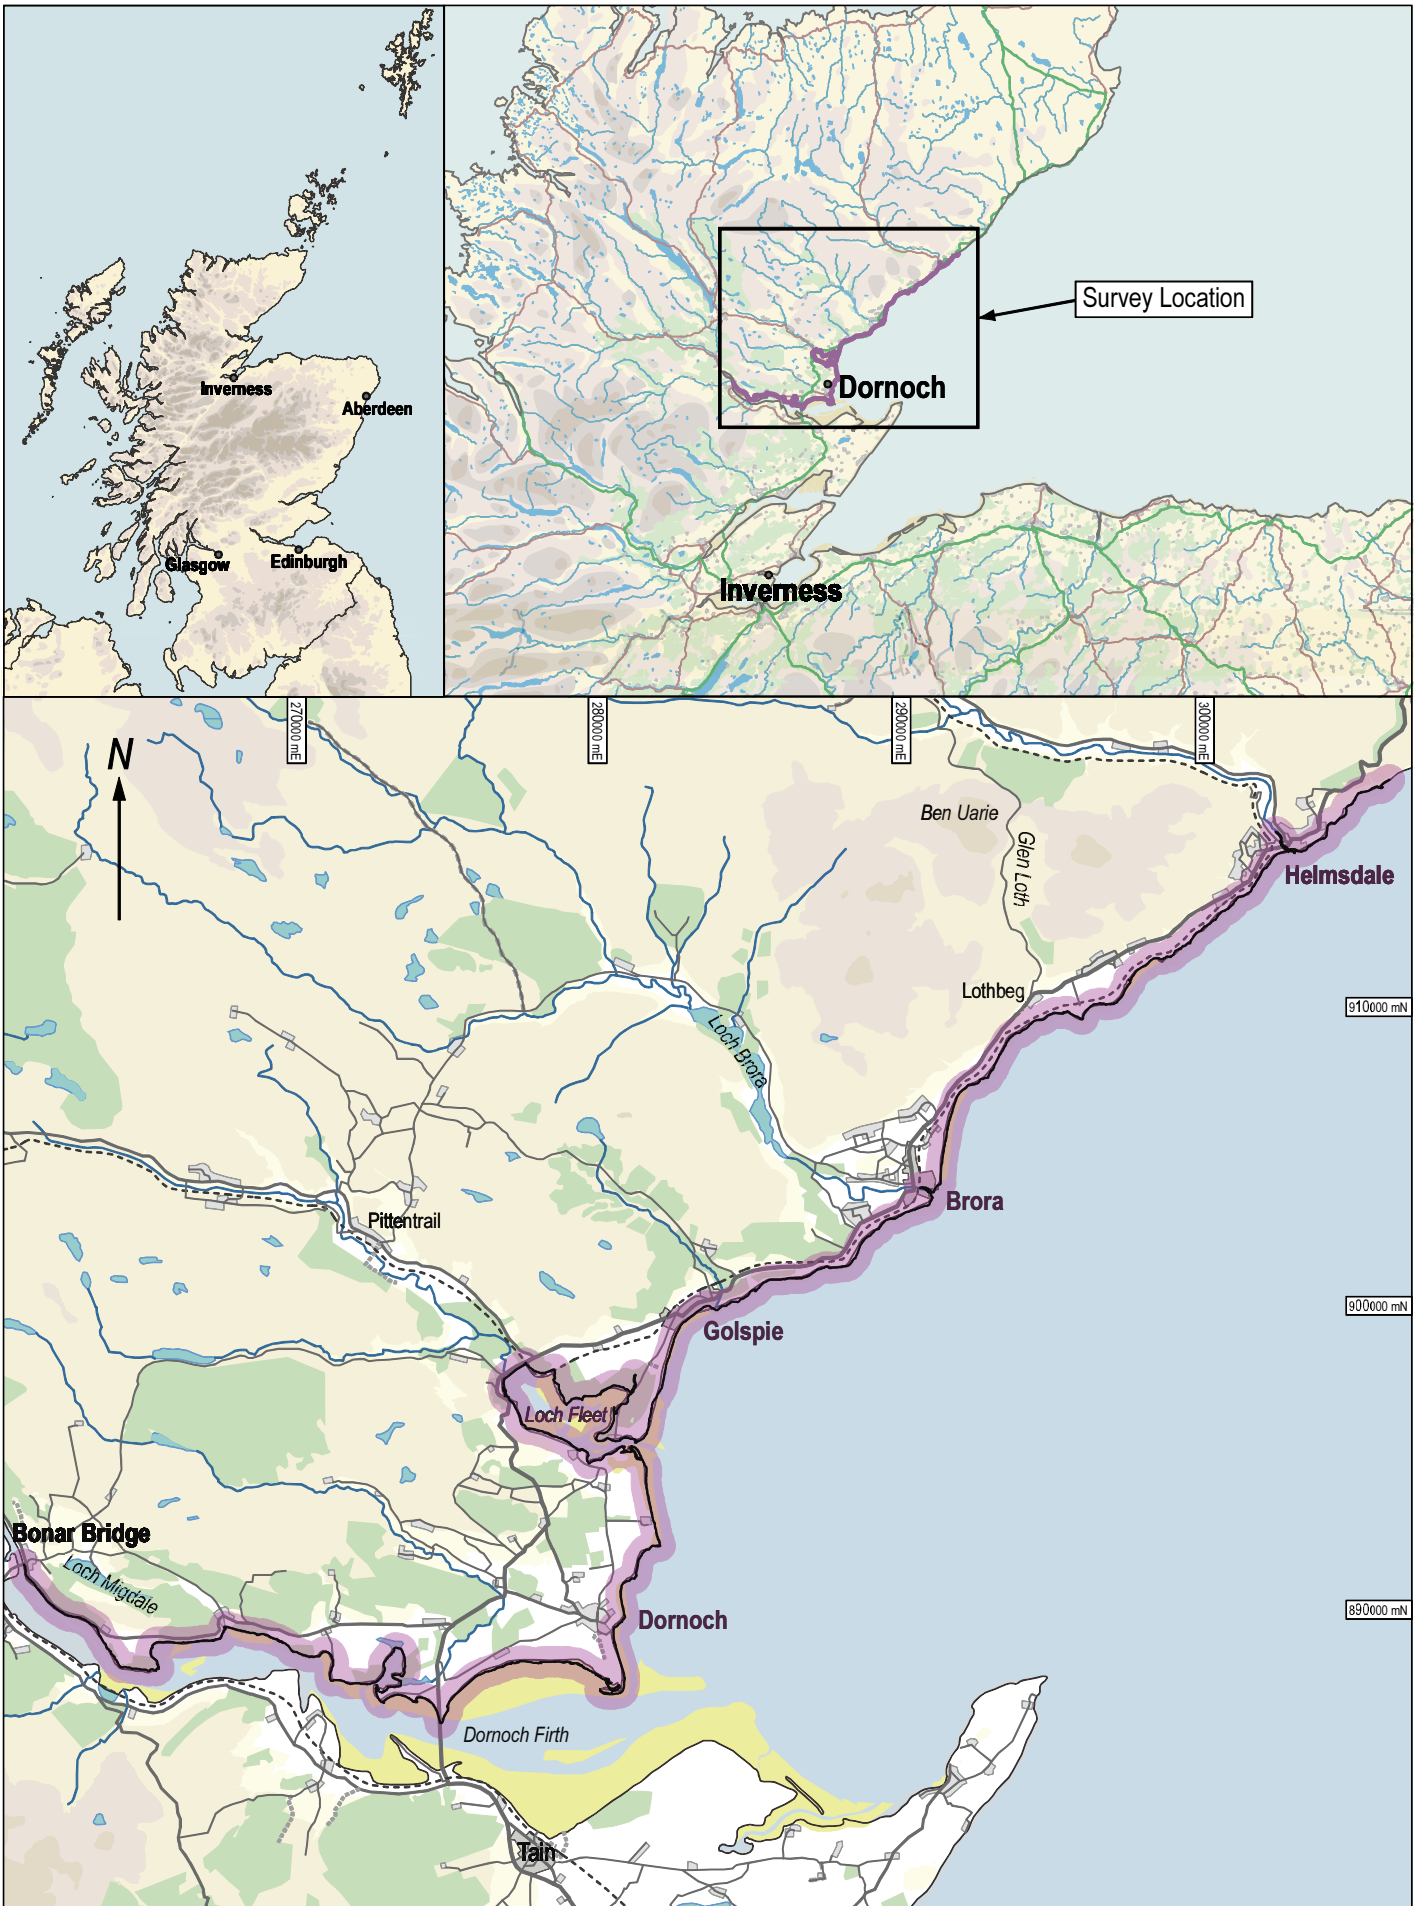 Inverness
Aberdeen
Glasgow
Edinburgh
Survey Location
Dornoch
Inverness
270000 mE
280000 mE
290000 mE
300000 mE
N
Ben Uarie
Glen Loth
Helmsdale
Lothbeg
910000 mN
Loch Brora
Brora
Pittentrail
900000 mN
Golspie
Loch Fleet
Bonar Bridge
Loch Migdale
890000 mN
Dornoch
Dornoch Firth
Tain